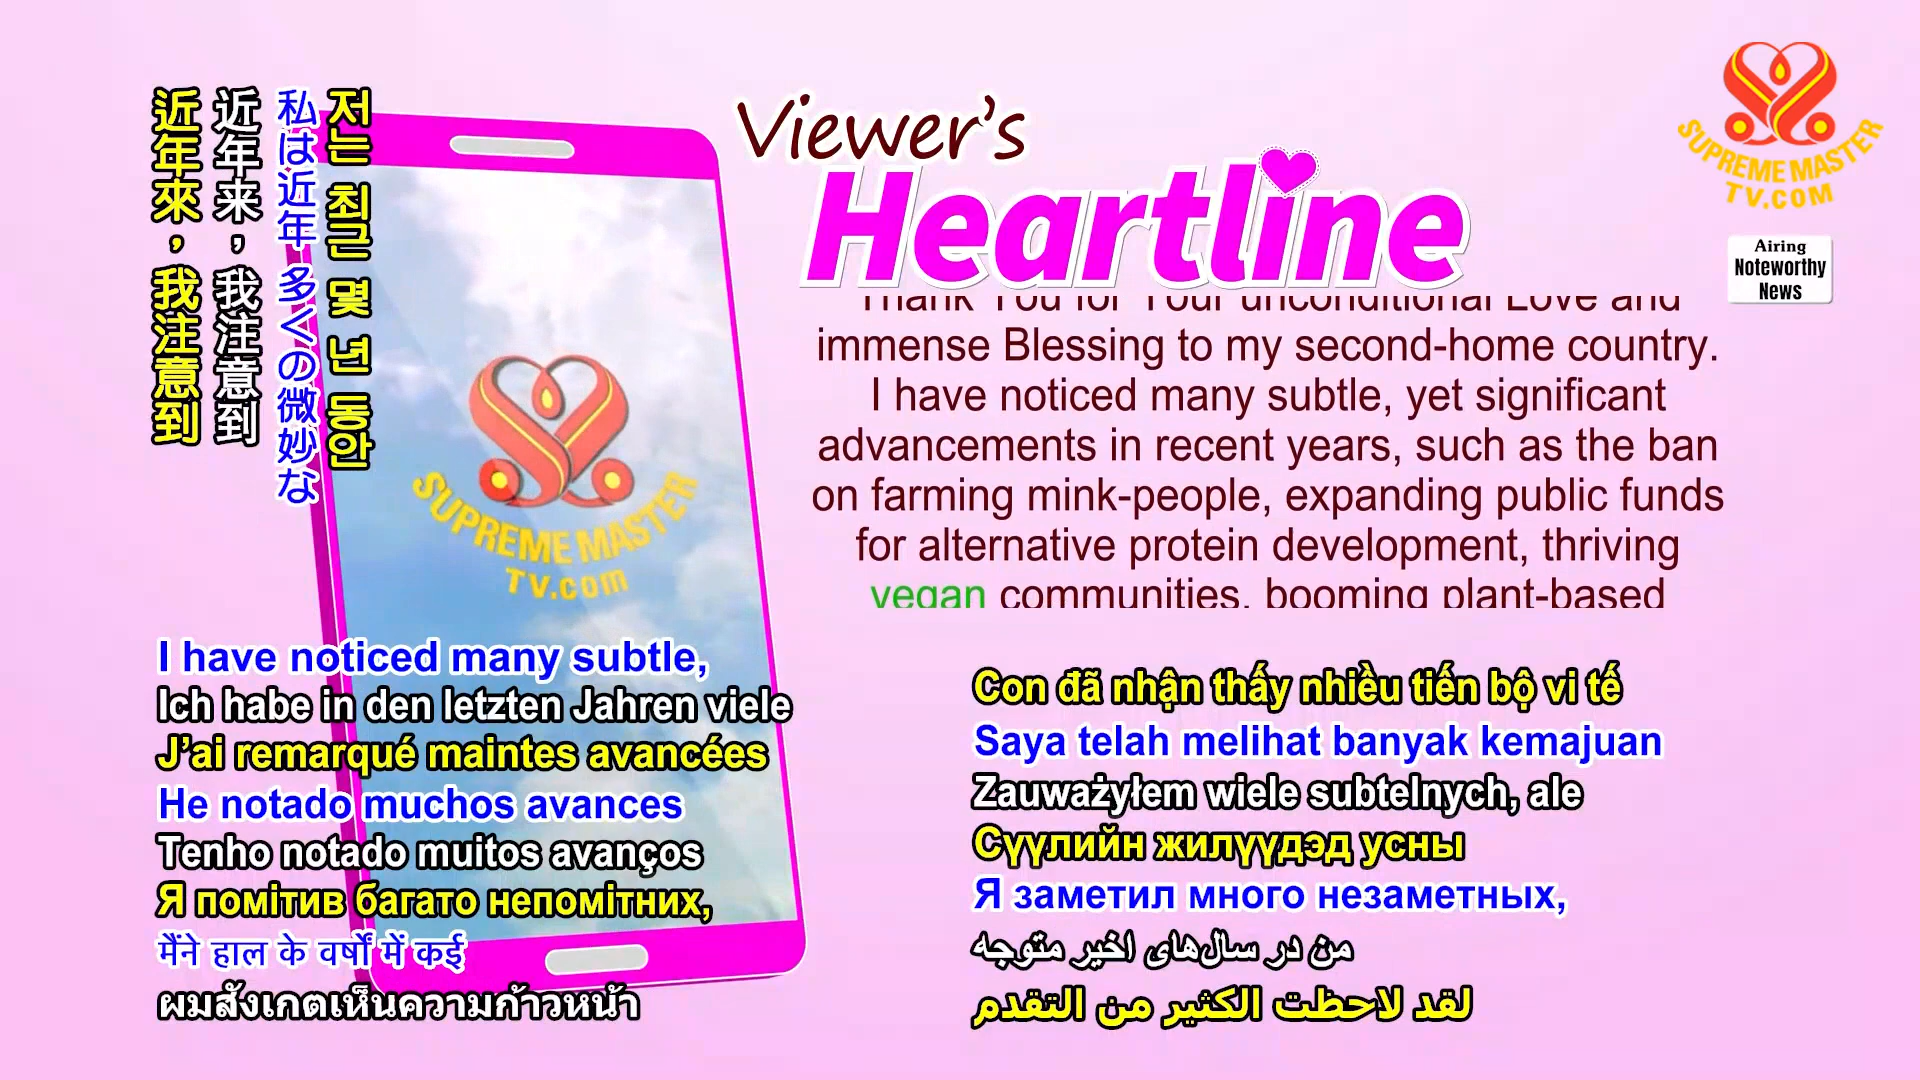 近年來，我注意到
近年来，我注意到
私は近年 多くの微妙な
저는 최근 몇 년 동안
Viewer's
Heartline
SUPREME MASTER
TV.COM
Airing
Noteworthy
News
Thank You for Your unconditional Love and
immense Blessing to my second-home country.
I have noticed many subtle, yet significant
advancements in recent years, such as the ban
on farming mink-people, expanding public funds
for alternative protein development, thriving
vegan communities, booming plant-based
SUPREME MASTER
TV.COM
I have noticed many subtle,
Ich habe in den letzten Jahren viele
J'ai remarqué maintes avancées
He notado muchos avances
Tenho notado muitos avanços
Я помітив багато непомітних,
मैंने हाल के वर्षों में कई
ผมสังเกตเห็นความก้าวหน้า
Con đã nhận thấy nhiều tiến bộ vi tế
Saya telah melihat banyak kemajuan
Zauważyłem wiele subtelnych, ale
Сүүлийн жилүүдэд усны
Я заметил много незаметных,
من در سال‌های اخیر متوجه
لقد لاحظت الكثير من التقدم